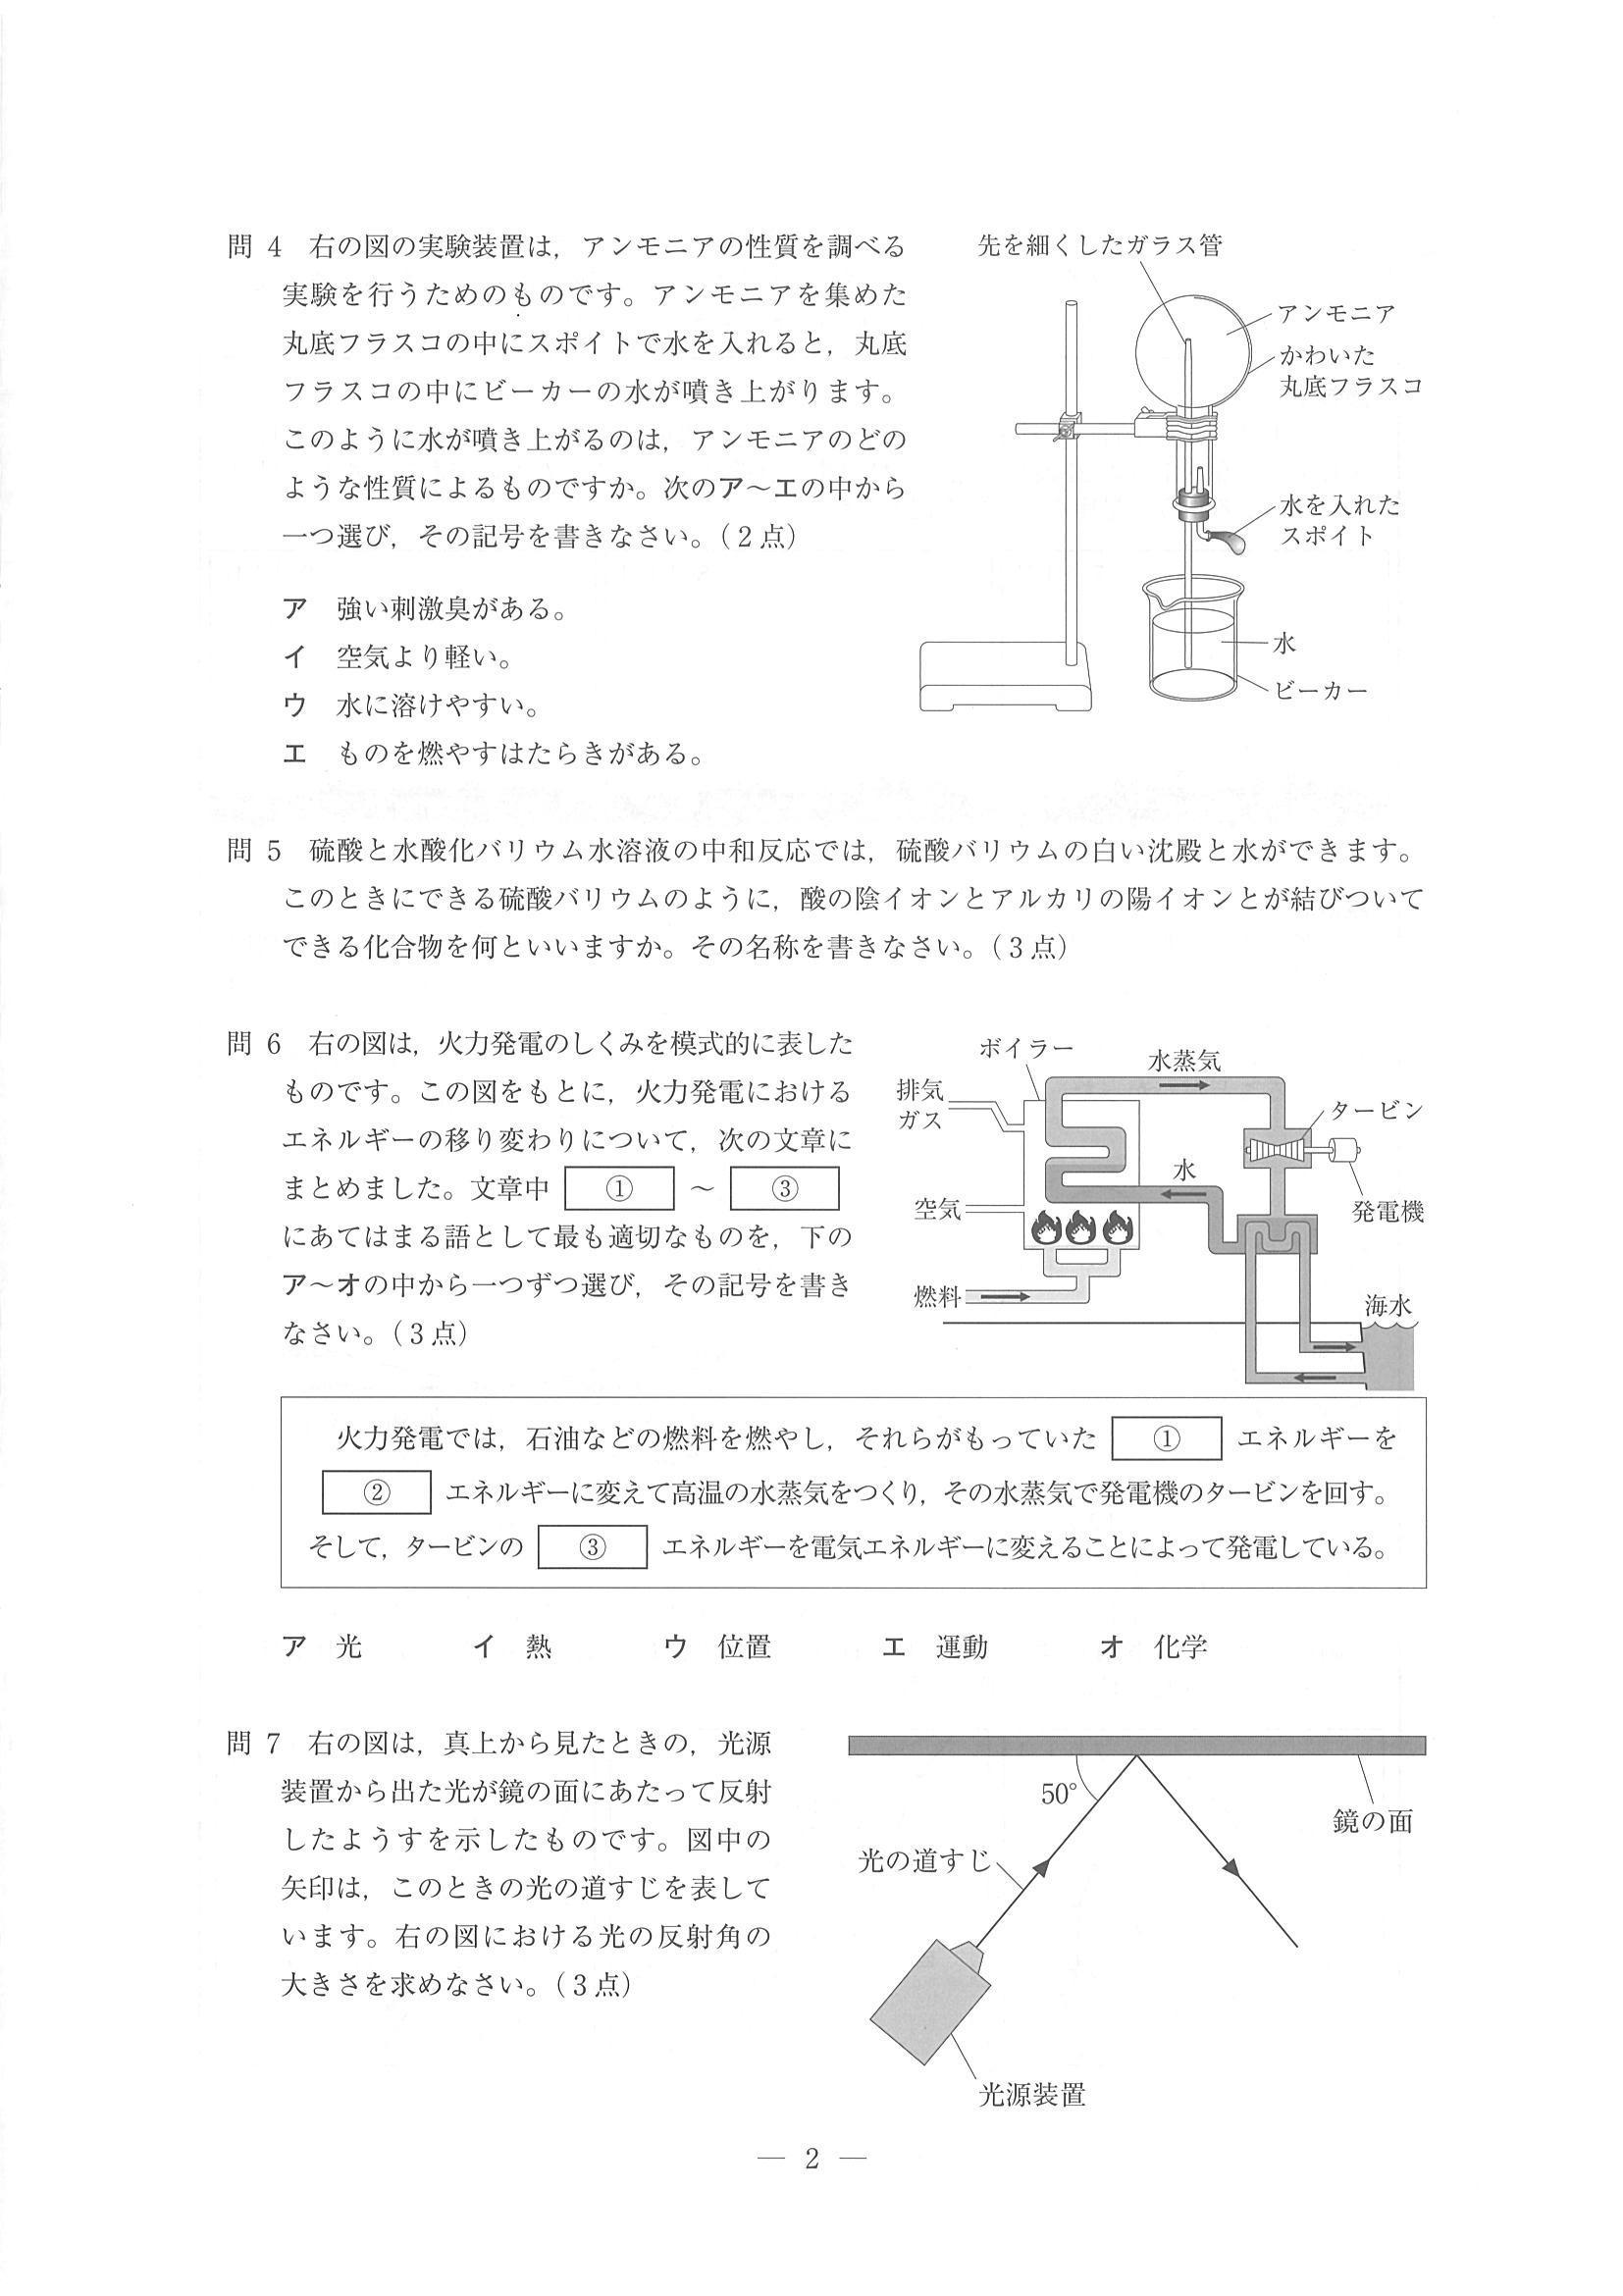 問 4　右の図の実験装置は，アンモニアの性質を調べる
実験を行うためのものです。アンモニアを集めた
丸底フラスコの中にスポイトで水を入れると，丸底
フラスコの中にビーカーの水が噴き上がります。
このように水が噴き上がるのは，アンモニアのどの
ような性質によるものですか。次のア～エの中から
一つ選び，その記号を書きなさい。（2点）
ア　強い刺激臭がある。
イ　空気より軽い。
ウ　水に溶けやすい。
エ　ものを燃やすはたらきがある。
先を細くしたガラス管
アンモニア
かわいた
丸底フラスコ
水を入れた
スポイト
水
ビーカー
問 5　硫酸と水酸化バリウム水溶液の中和反応では，硫酸バリウムの白い沈殿と水ができます。
このときにできる硫酸バリウムのように，酸の陰イオンとアルカリの陽イオンとが結びついて
できる化合物を何といいますか。その名称を書きなさい。（3点）
問 6　右の図は，火力発電のしくみを模式的に表した
ものです。この図をもとに，火力発電における
エネルギーの移り変わりについて，次の文章に
まとめました。文章中 ① ～ ③
にあてはまる語として最も適切なものを，下の
ア～オの中から一つずつ選び，その記号を書き
なさい。（3点）
ボイラー
水蒸気
排気
ガス
タービン
水
空気
発電機
燃料
海水
火力発電では，石油などの燃料を燃やし，それらがもっていた ① エネルギーを
② エネルギーに変えて高温の水蒸気をつくり，その水蒸気で発電機のタービンを回す。
そして，タービンの ③ エネルギーを電気エネルギーに変えることによって発電している。
ア　光　イ　熱　ウ　位置　エ　運動　オ　化学
問 7　右の図は，真上から見たときの，光源
装置から出た光が鏡の面にあたって反射
したようすを示したものです。図中の
矢印は，このときの光の道すじを表して
います。右の図における光の反射角の
大きさを求めなさい。（3点）
50°
鏡の面
光の道すじ
光源装置
— 2 —